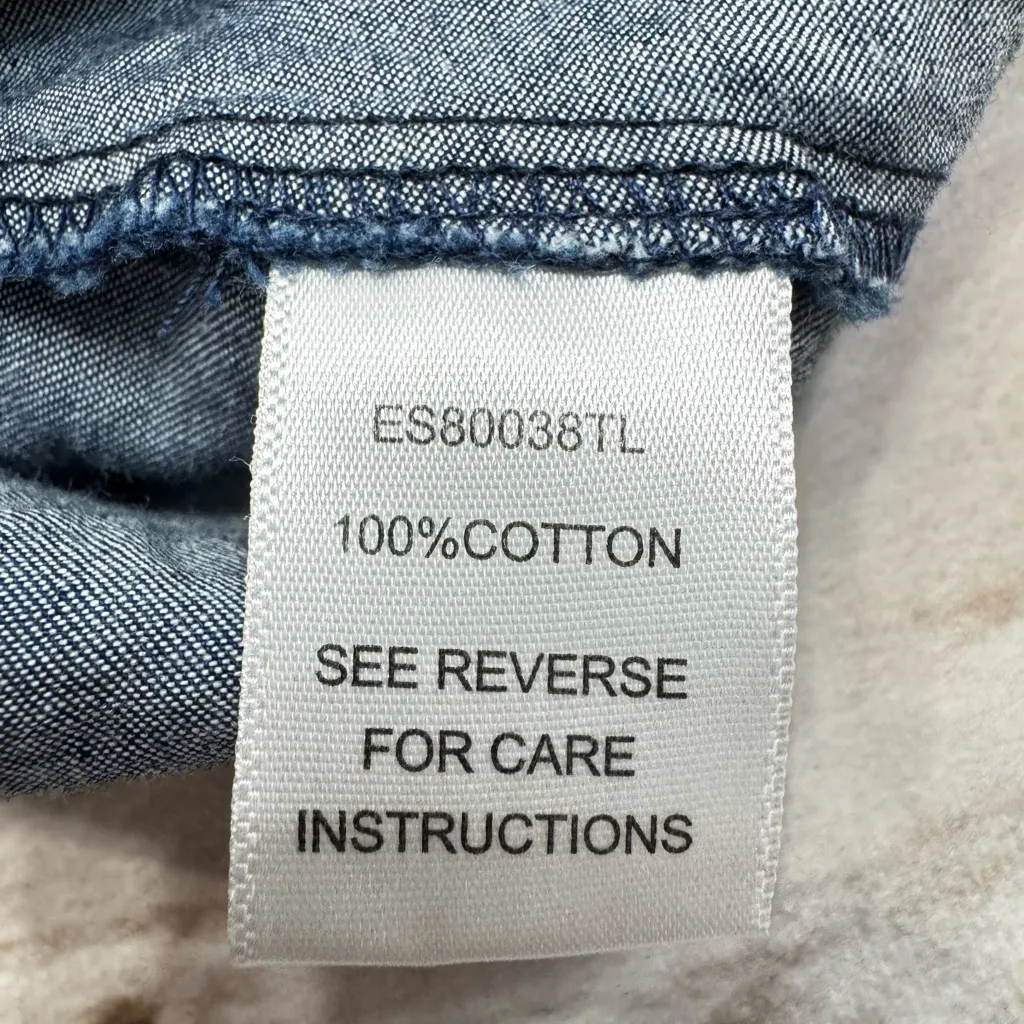 ES80038TL
100%COTTON
SEE REVERSE
FOR CARE
INSTRUCTIONS